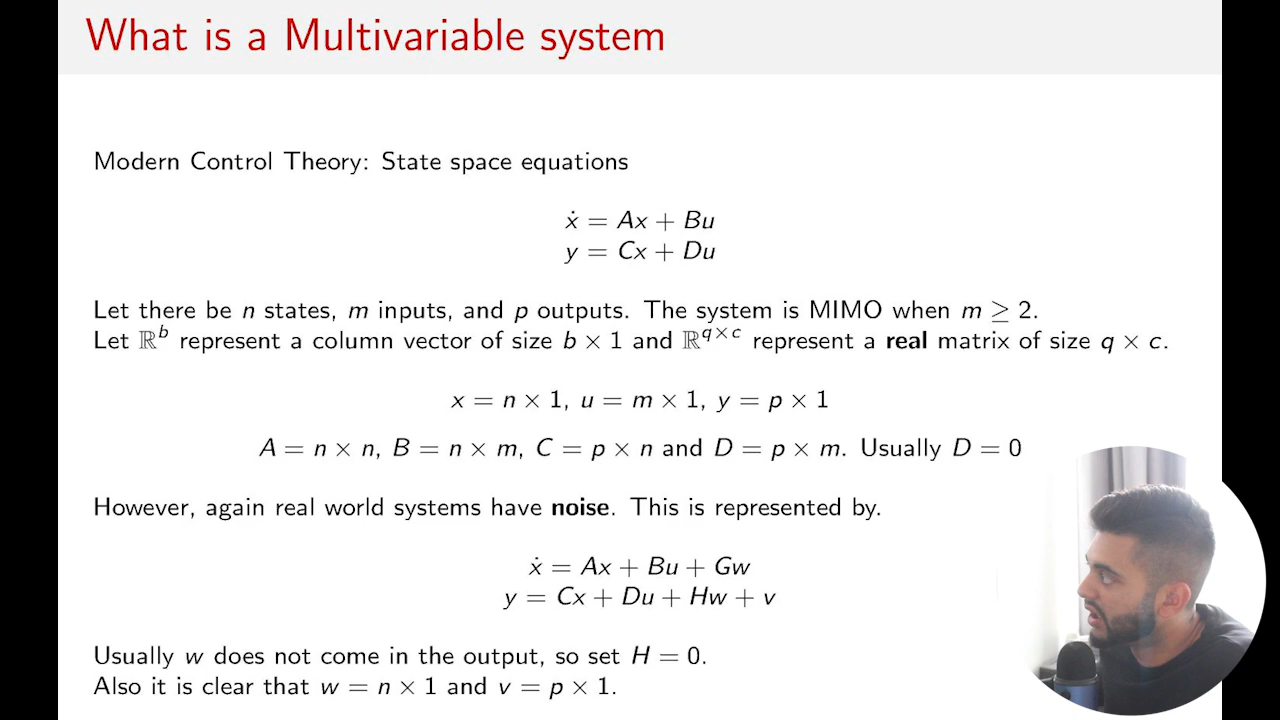 What is a Multivariable system
Modern Control Theory: State space equations
ẋ = Ax + Bu
y = Cx + Du
Let there be n states, m inputs, and p outputs. The system is MIMO when m ≥ 2.
Let ℝᵇ represent a column vector of size b × 1 and ℝ^{q×c} represent a real matrix of size q × c.
x = n × 1, u = m × 1, y = p × 1
A = n × n, B = n × m, C = p × n and D = p × m. Usually D = 0
However, again real world systems have noise. This is represented by.
ẋ = Ax + Bu + Gw
y = Cx + Du + Hw + v
Usually w does not come in the output, so set H = 0.
Also it is clear that w = n × 1 and v = p × 1.